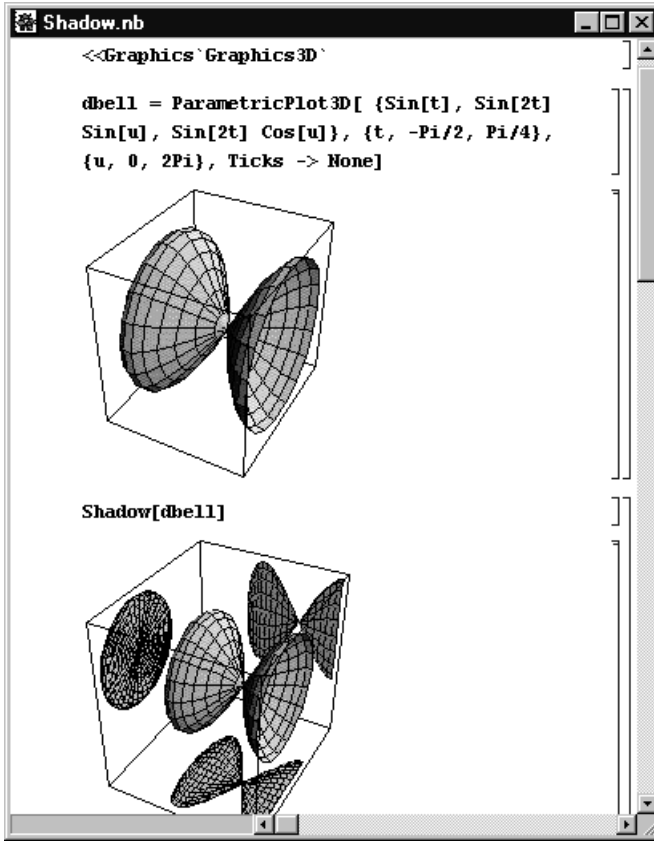 Shadow.nb
<<Graphics`Graphics3D`
dbell = ParametricPlot3D[ {Sin[t], Sin[2t]
Sin[u], Sin[2t] Cos[u]}, {t, -Pi/2, Pi/4},
{u, 0, 2Pi}, Ticks -> None]
Shadow[dbell]